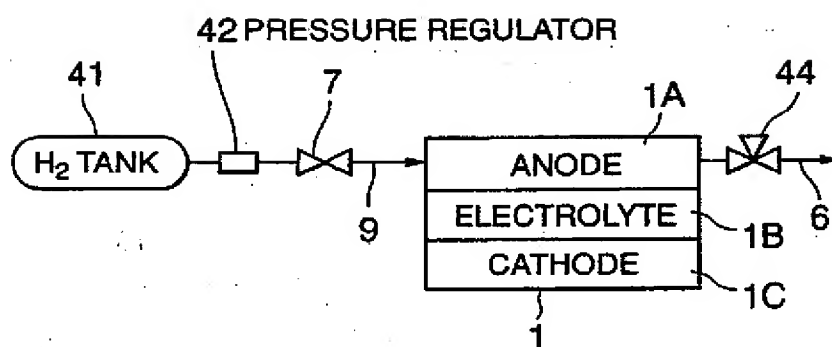 42 PRESSURE REGULATOR
41
7
1A
44
H₂ TANK
ANODE
9
ELECTROLYTE
1B
6
CATHODE
1C
1